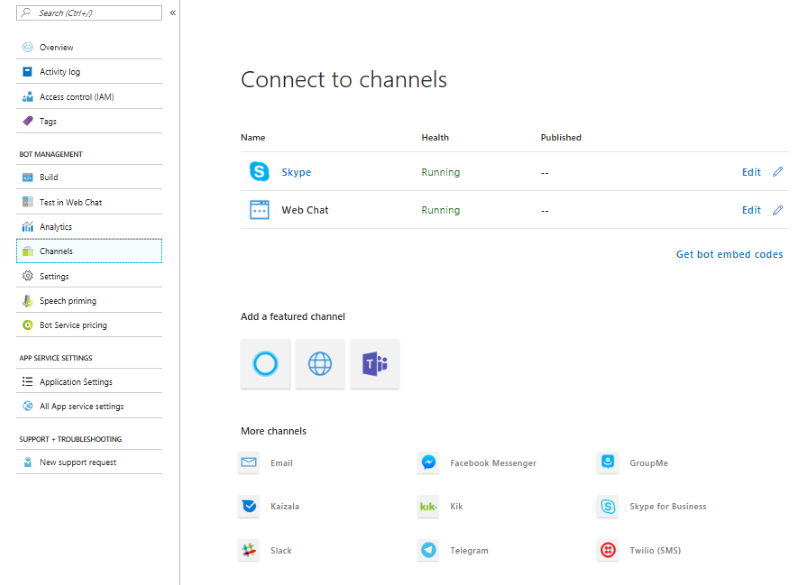 Search (Ctrl+/)
«
Overview
Activity log
Access control (IAM)
Tags
BOT MANAGEMENT
Build
Test in Web Chat
Analytics
Channels
Settings
Speech priming
Bot Service pricing
APP SERVICE SETTINGS
Application Settings
All App service settings
SUPPORT + TROUBLESHOOTING
New support request
Connect to channels
Name Health Published
Skype Running -- Edit
Web Chat Running -- Edit
Get bot embed codes
Add a featured channel
T
More channels
Email Facebook Messenger GroupMe
Kaizala kik Kik Skype for Business
Slack Telegram Twilio (SMS)